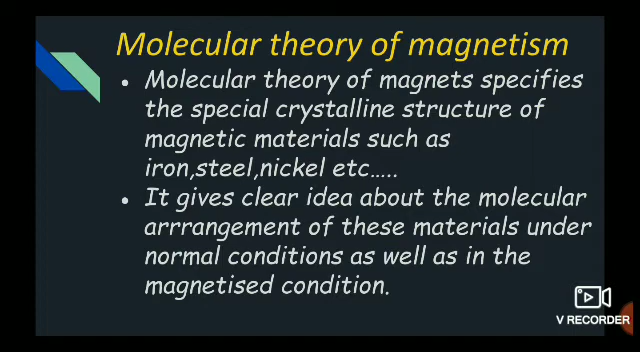 Molecular theory of magnetism
• Molecular theory of magnets specifies
the special crystalline structure of
magnetic materials such as
iron,steel,nickel etc.....
• It gives clear idea about the molecular
arrrangement of these materials under
normal conditions as well as in the
magnetised condition.
V RECORDER